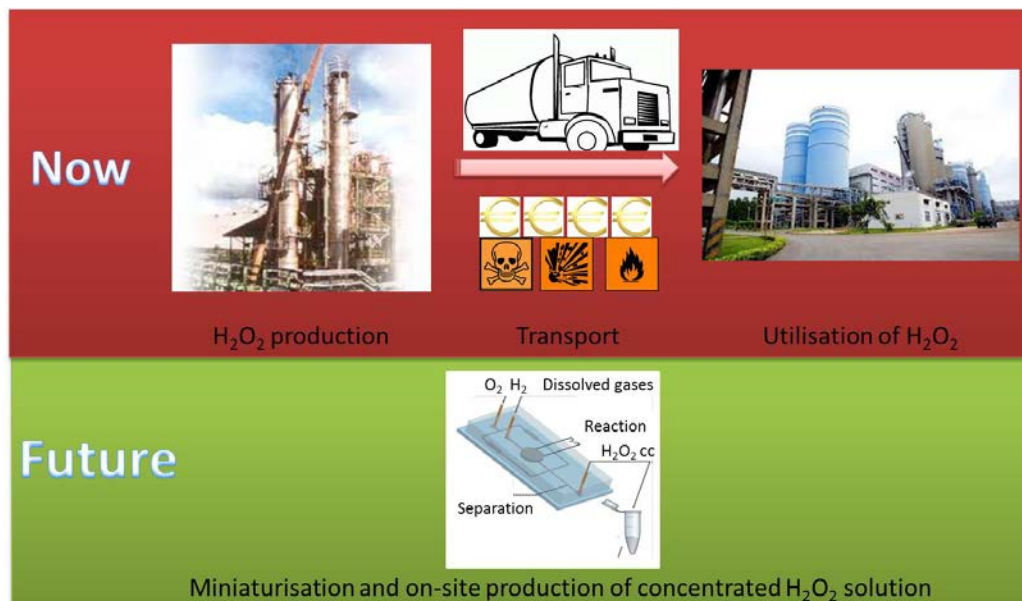 Now
H₂O₂ production
Transport
Utilisation of H₂O₂
Future
O₂ H₂ Dissolved gases
Reaction
H₂O₂ cc
Separation
Miniaturisation and on-site production of concentrated H₂O₂ solution